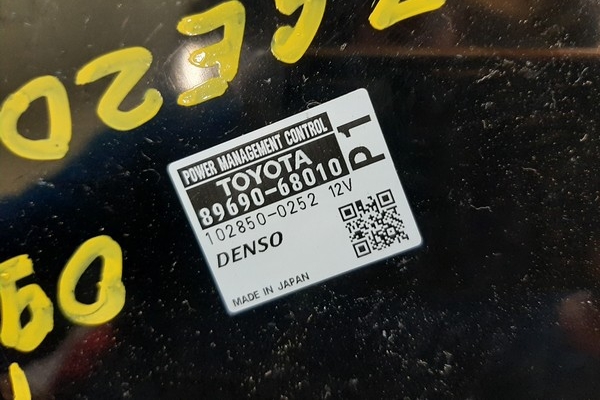 POWER MANAGEMENT CONTROL
TOYOTA
P1
89690-68010
102850-0252 12V
DENSO
MADE IN JAPAN